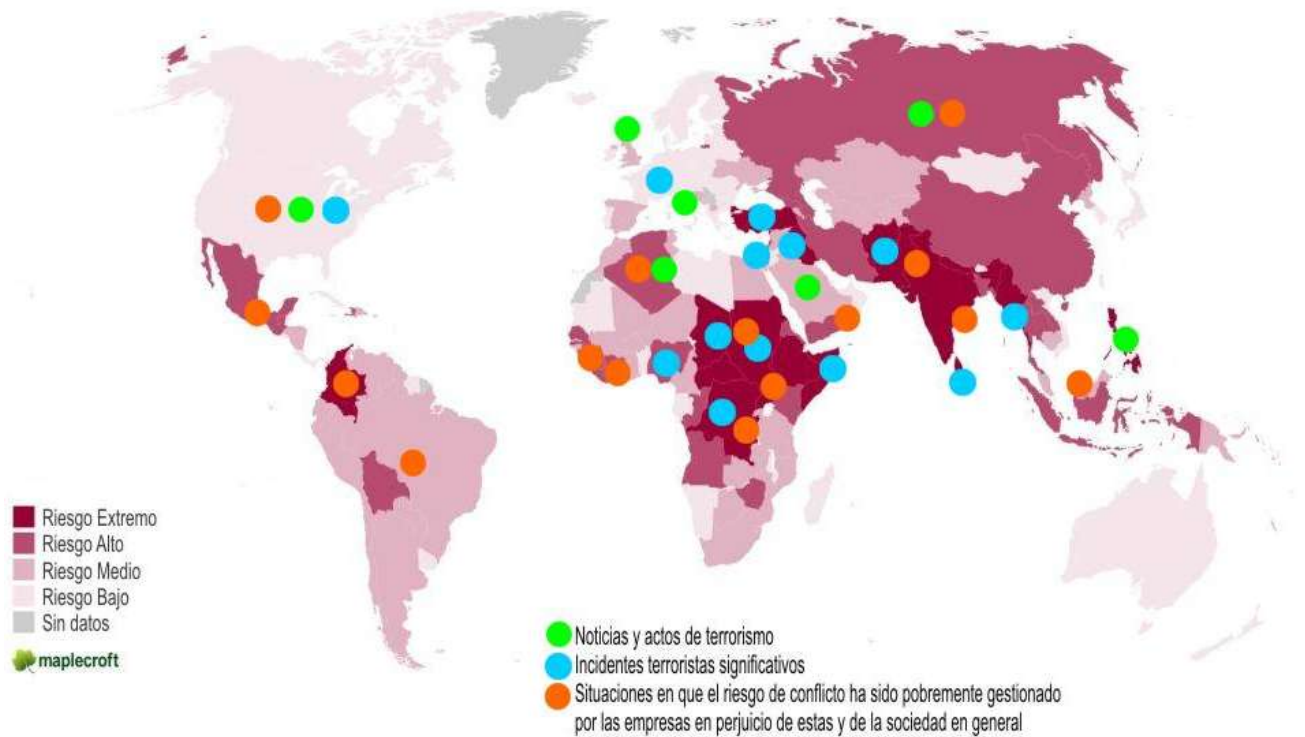 Riesgo Extremo
Riesgo Alto
Riesgo Medio
Riesgo Bajo
Sin datos
maplecroft
Noticias y actos de terrorismo
Incidentes terroristas significativos
Situaciones en que el riesgo de conflicto ha sido pobremente gestionado
por las empresas en perjuicio de estas y de la sociedad en general